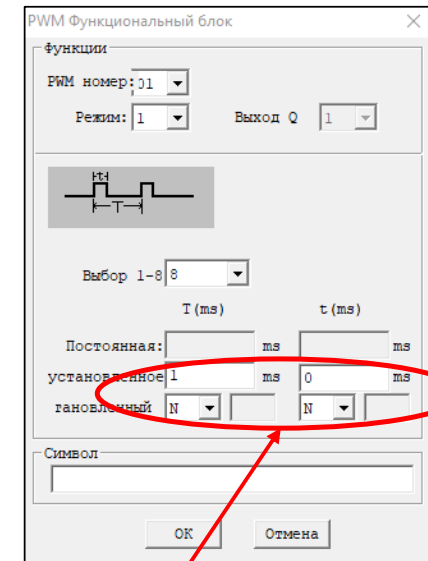 PWM Функциональный блок
Функции
PWM номер: 01
Режим: 1 Выход Q 1
t
T
Выбор 1-8 8
T(ms) t(ms)
Постоянная: ms ms
установленное 1 ms 0 ms
тановленный N N
Символ
OK Отмена